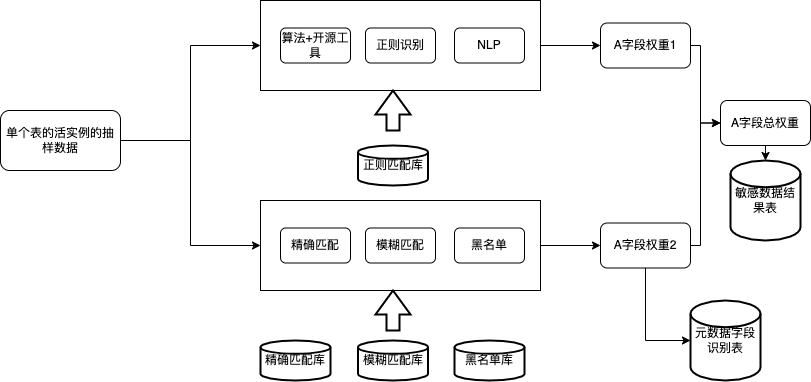 算法+开源工
具
正则识别
NLP
A字段权重1
单个表的活实例的抽
样数据
A字段总权重
正则匹配库
敏感数据结
果表
精确匹配
模糊匹配
黑名单
A字段权重2
元数据字段
识别表
精确匹配库
模糊匹配库
黑名单库